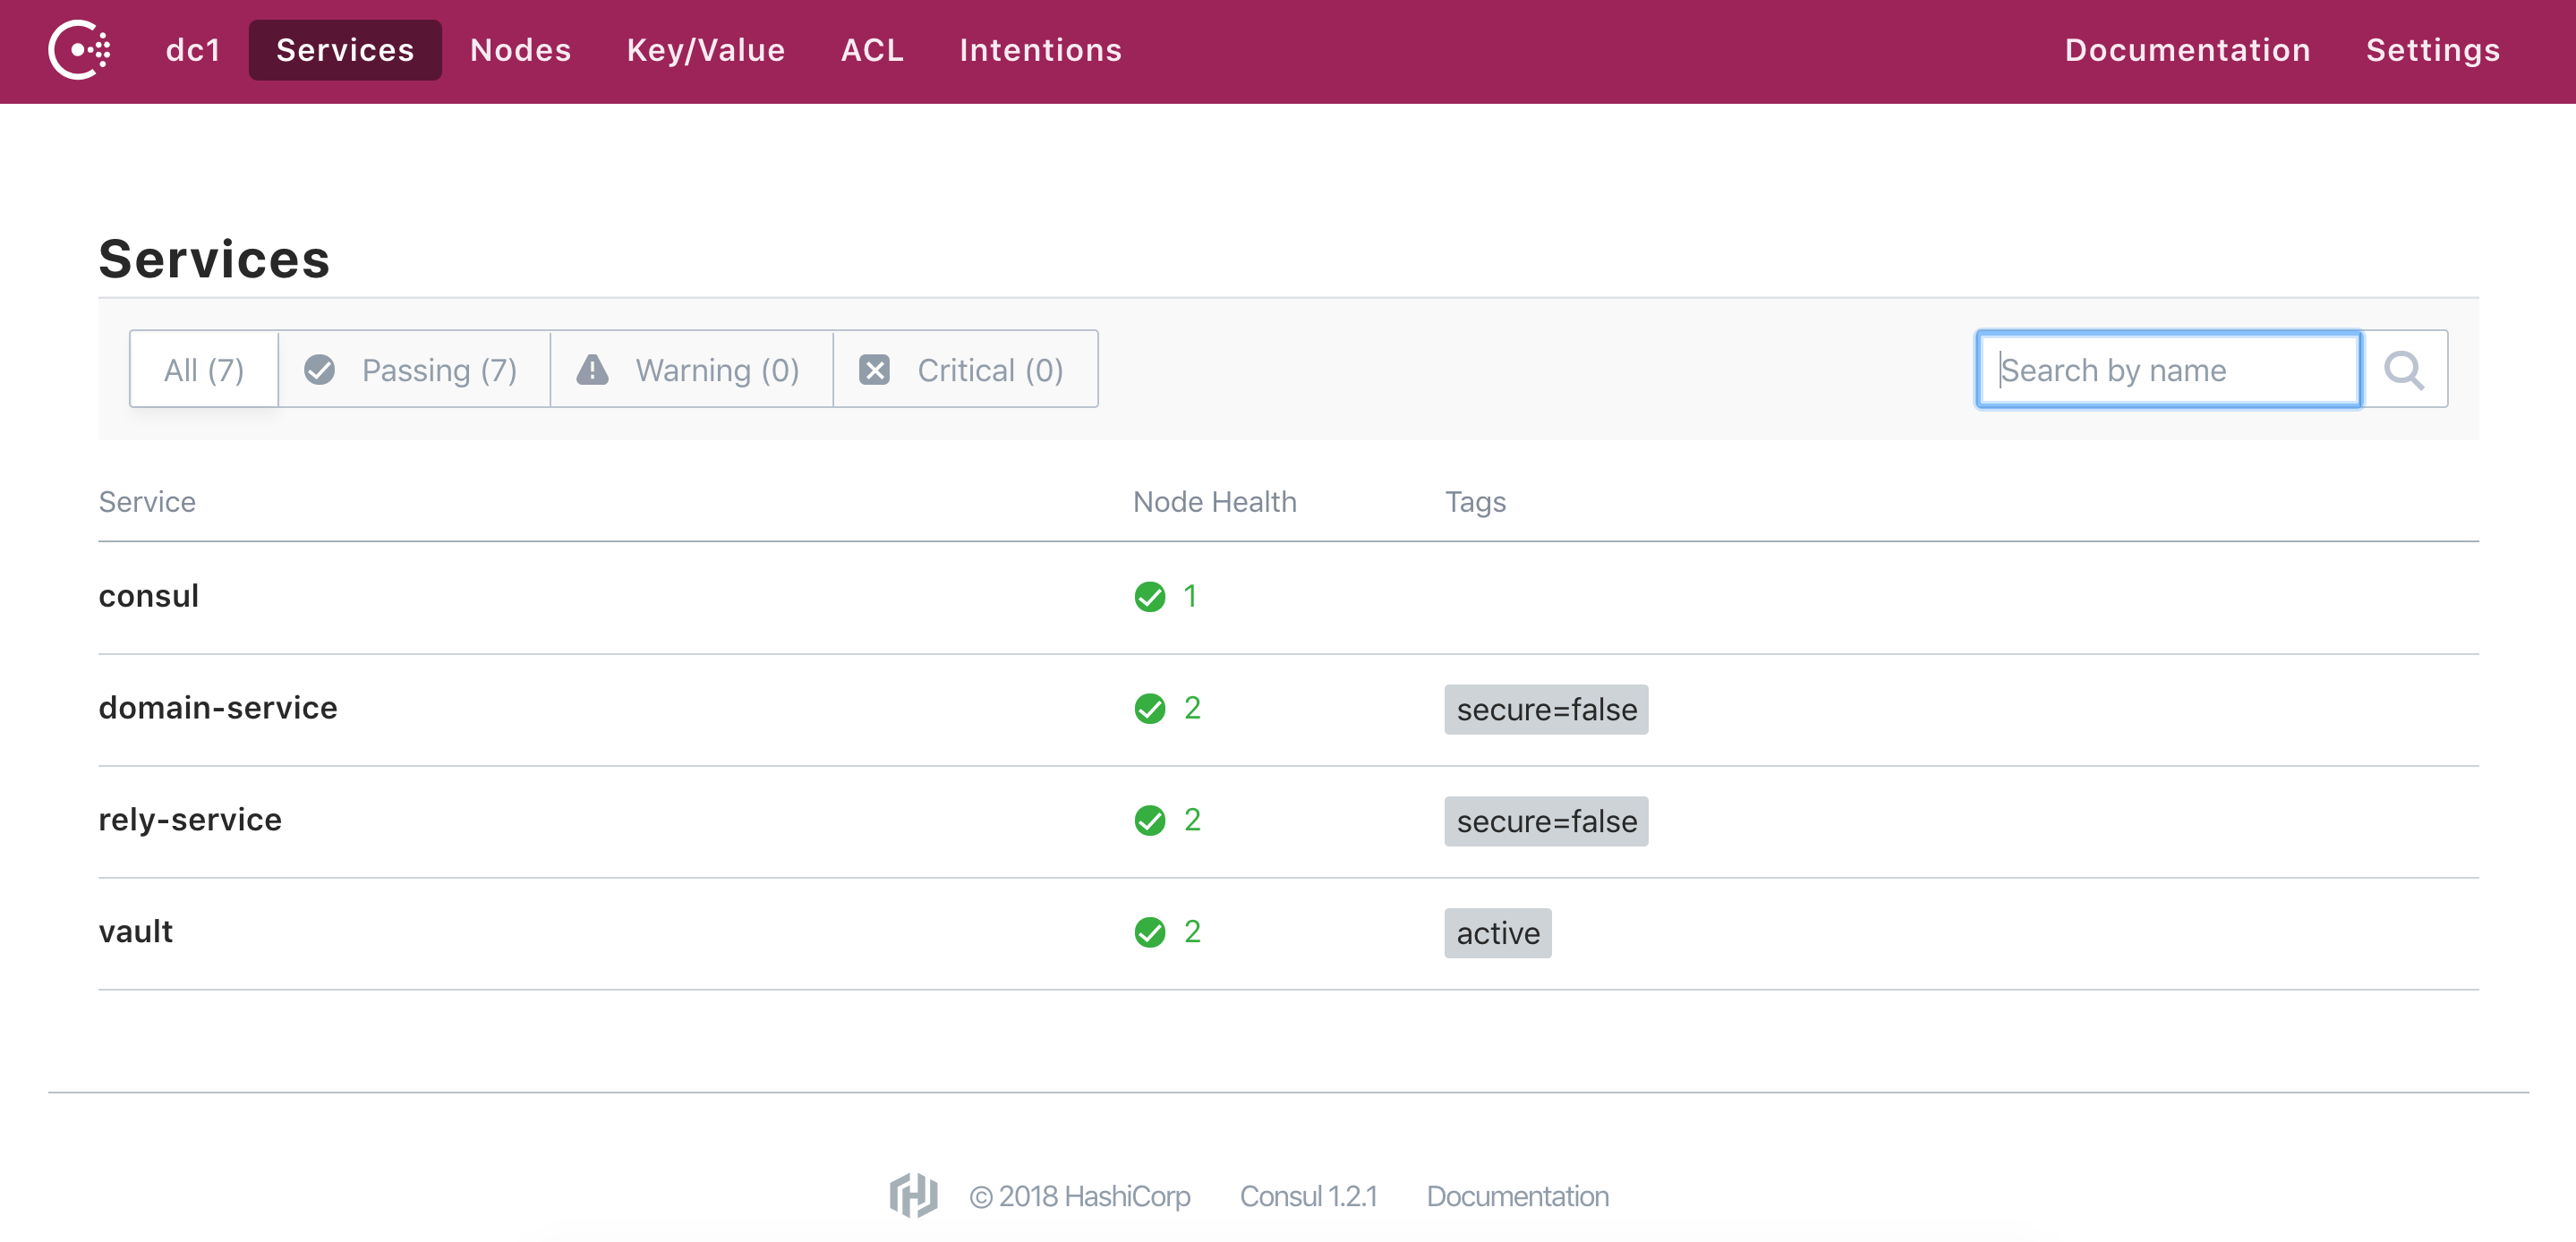 dc1 Services Nodes Key/Value ACL Intentions Documentation Settings
Services
All (7) Passing (7) Warning (0) Critical (0) Search by name
Service Node Health Tags
consul 1
domain-service 2 secure=false
rely-service 2 secure=false
vault 2 active
© 2018 HashiCorp Consul 1.2.1 Documentation